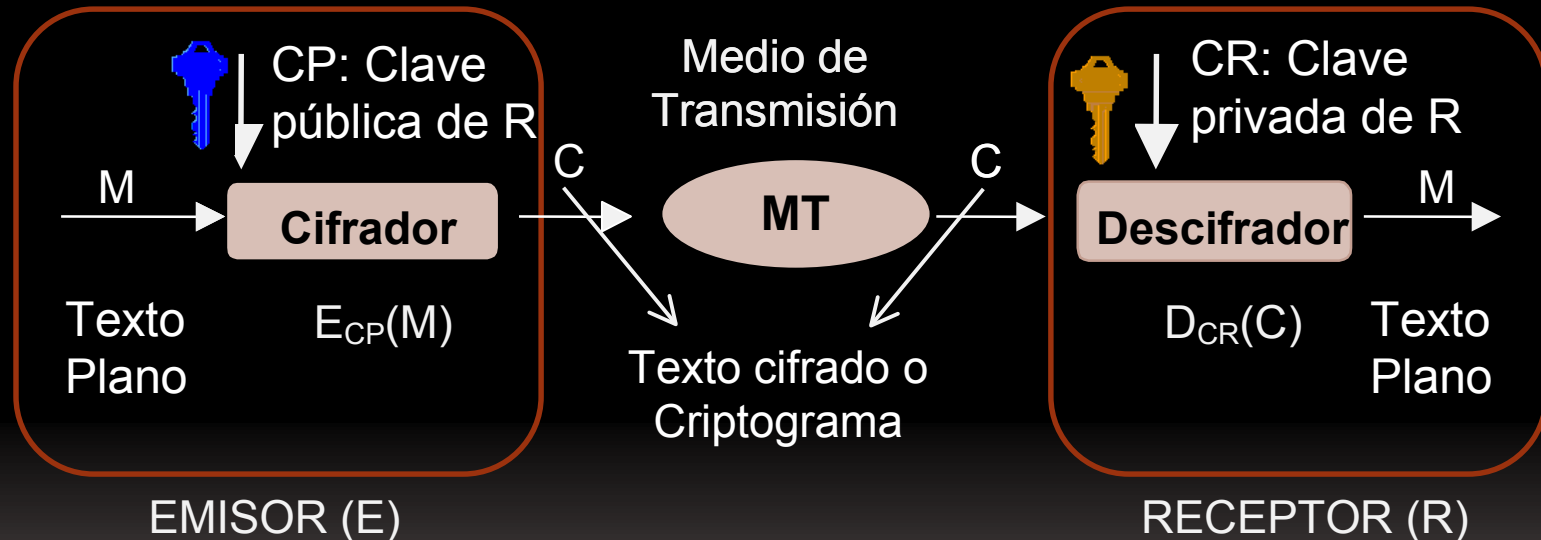 CP: Clave
pública de R
Medio de
Transmisión
CR: Clave
privada de R
M
Cifrador
C
MT
C
Descifrador
M
Texto
Plano
E_CP(M)
Texto cifrado o
Criptograma
D_CR(C)
Texto
Plano
EMISOR (E)
RECEPTOR (R)